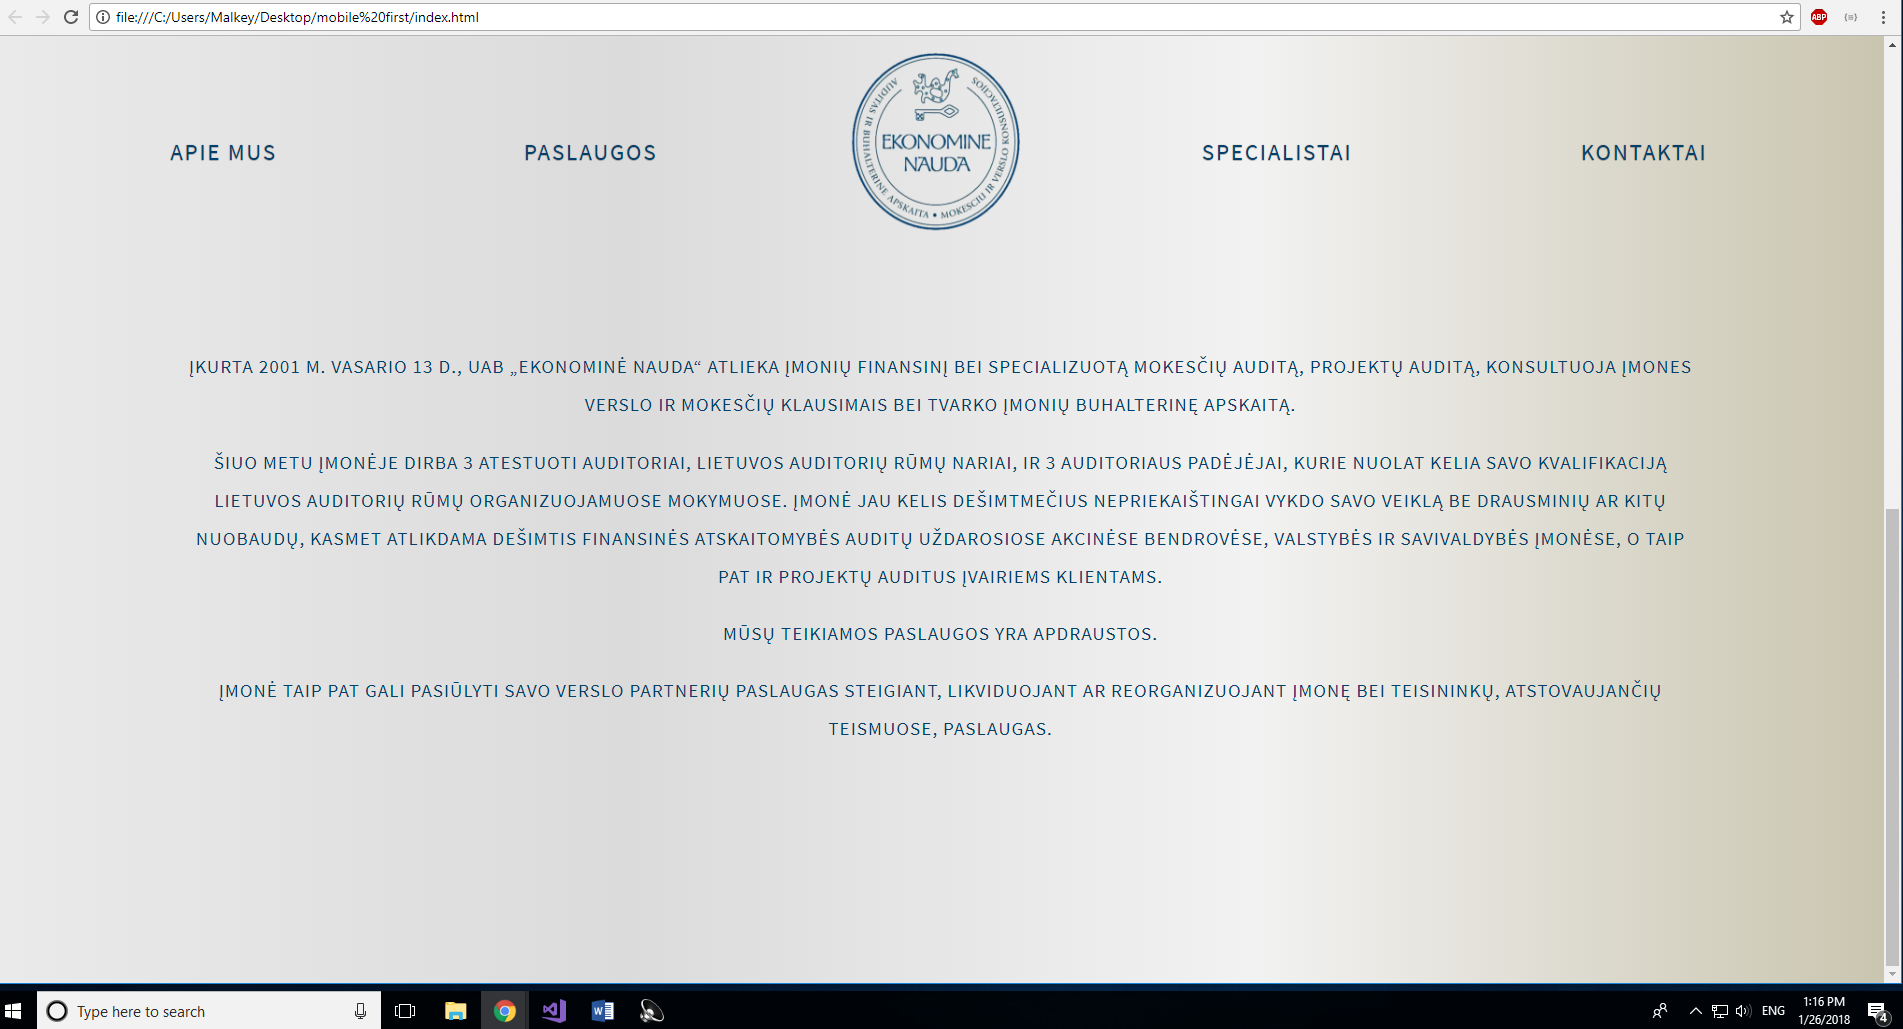 file:///C:/Users/Malkey/Desktop/mobile%20first/index.html
ABP
APIE MUS
PASLAUGOS
AUDITAS IR BUHALTERINE APSKAITA • MOKESCIU IR VERSLO KONSULTACIJOS
EKONOMINE
NAUDA
SPECIALISTAI
KONTAKTAI
ĮKURTA 2001 M. VASARIO 13 D., UAB „EKONOMINĖ NAUDA“ ATLIEKA ĮMONIŲ FINANSINĮ BEI SPECIALIZUOTĄ MOKESČIŲ AUDITĄ, PROJEKTŲ AUDITĄ, KONSULTUOJA ĮMONES
VERSLO IR MOKESČIŲ KLAUSIMAIS BEI TVARKO ĮMONIŲ BUHALTERINĘ APSKAITĄ.
ŠIUO METU ĮMONĖJE DIRBA 3 ATESTUOTI AUDITORIAI, LIETUVOS AUDITORIŲ RŪMŲ NARIAI, IR 3 AUDITORIAUS PADĖJĖJAI, KURIE NUOLAT KELIA SAVO KVALIFIKACIJĄ
LIETUVOS AUDITORIŲ RŪMŲ ORGANIZUOJAMUOSE MOKYMUOSE. ĮMONĖ JAU KELIS DEŠIMTMEČIUS NEPRIEKAIŠTINGAI VYKDO SAVO VEIKLĄ BE DRAUSMINIŲ AR KITŲ
NUOBAUDŲ, KASMET ATLIKDAMA DEŠIMTIS FINANSINĖS ATSKAITOMYBĖS AUDITŲ UŽDAROSIOSE AKCINĖSE BENDROVĖSE, VALSTYBĖS IR SAVIVALDYBĖS ĮMONĖSE, O TAIP
PAT IR PROJEKTŲ AUDITUS ĮVAIRIEMS KLIENTAMS.
MŪSŲ TEIKIAMOS PASLAUGOS YRA APDRAUSTOS.
ĮMONĖ TAIP PAT GALI PASIŪLYTI SAVO VERSLO PARTNERIŲ PASLAUGAS STEIGIANT, LIKVIDUOJANT AR REORGANIZUOJANT ĮMONĘ BEI TEISININKŲ, ATSTOVAUJANČIŲ
TEISMUOSE, PASLAUGAS.
Type here to search
ENG
1:16 PM
1/26/2018
4